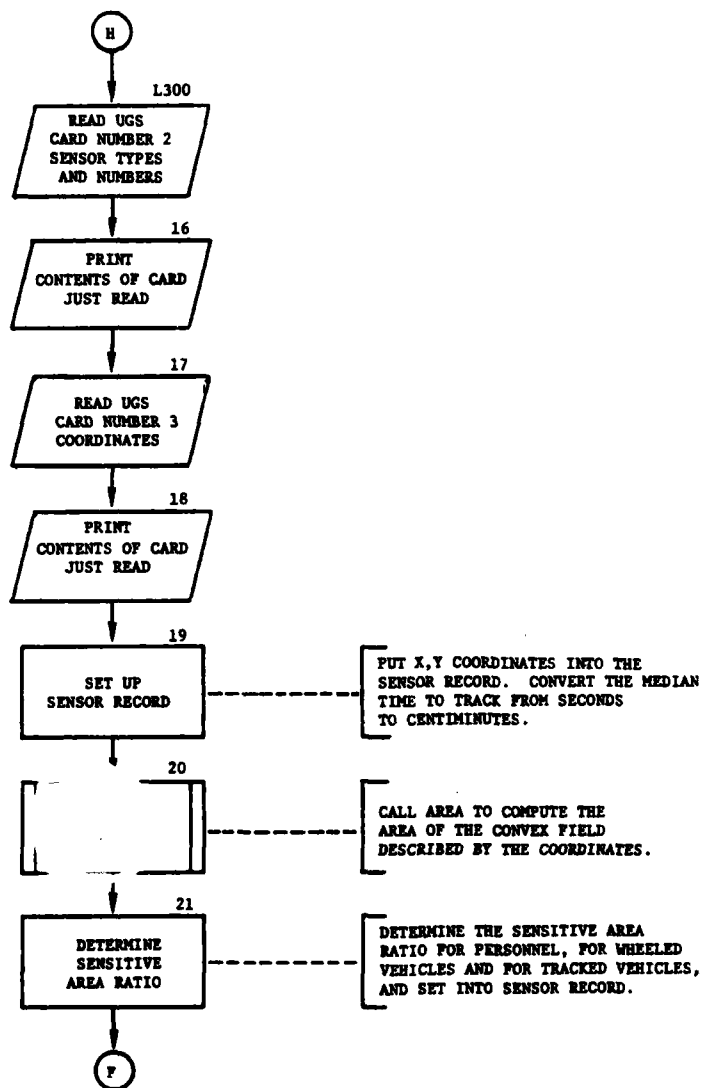 H
L300
READ UGS
CARD NUMBER 2
SENSOR TYPES
AND NUMBERS
16
PRINT
CONTENTS OF CARD
JUST READ
17
READ UGS
CARD NUMBER 3
COORDINATES
18
PRINT
CONTENTS OF CARD
JUST READ
19
SET UP
SENSOR RECORD
PUT X,Y COORDINATES INTO THE
SENSOR RECORD. CONVERT THE MEDIAN
TIME TO TRACK FROM SECONDS
TO CENTIMINUTES.
20
CALL AREA TO COMPUTE THE
AREA OF THE CONVEX FIELD
DESCRIBED BY THE COORDINATES.
21
DETERMINE
SENSITIVE
AREA RATIO
DETERMINE THE SENSITIVE AREA
RATIO FOR PERSONNEL, FOR WHEELED
VEHICLES AND FOR TRACKED VEHICLES,
AND SET INTO SENSOR RECORD.
F